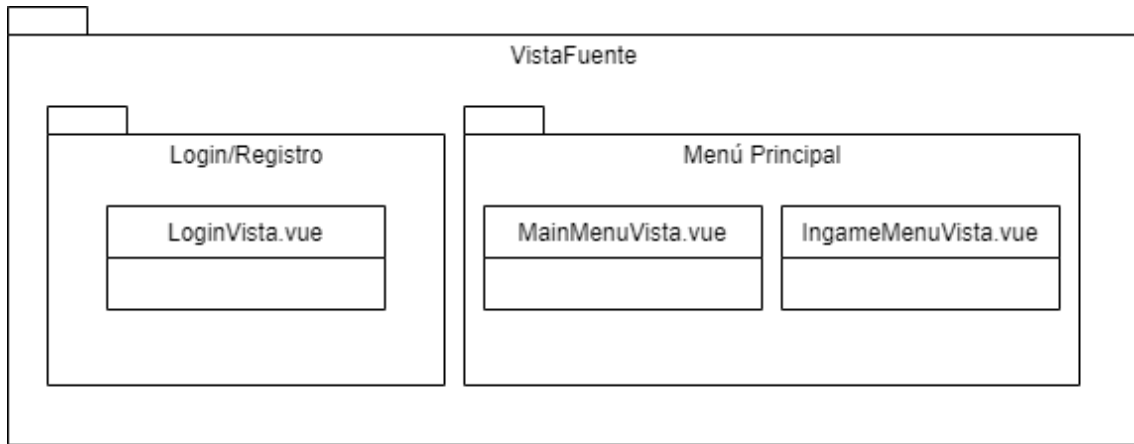 VistaFuente
Login/Registro
Menú Principal
LoginVista.vue
MainMenuVista.vue
IngameMenuVista.vue